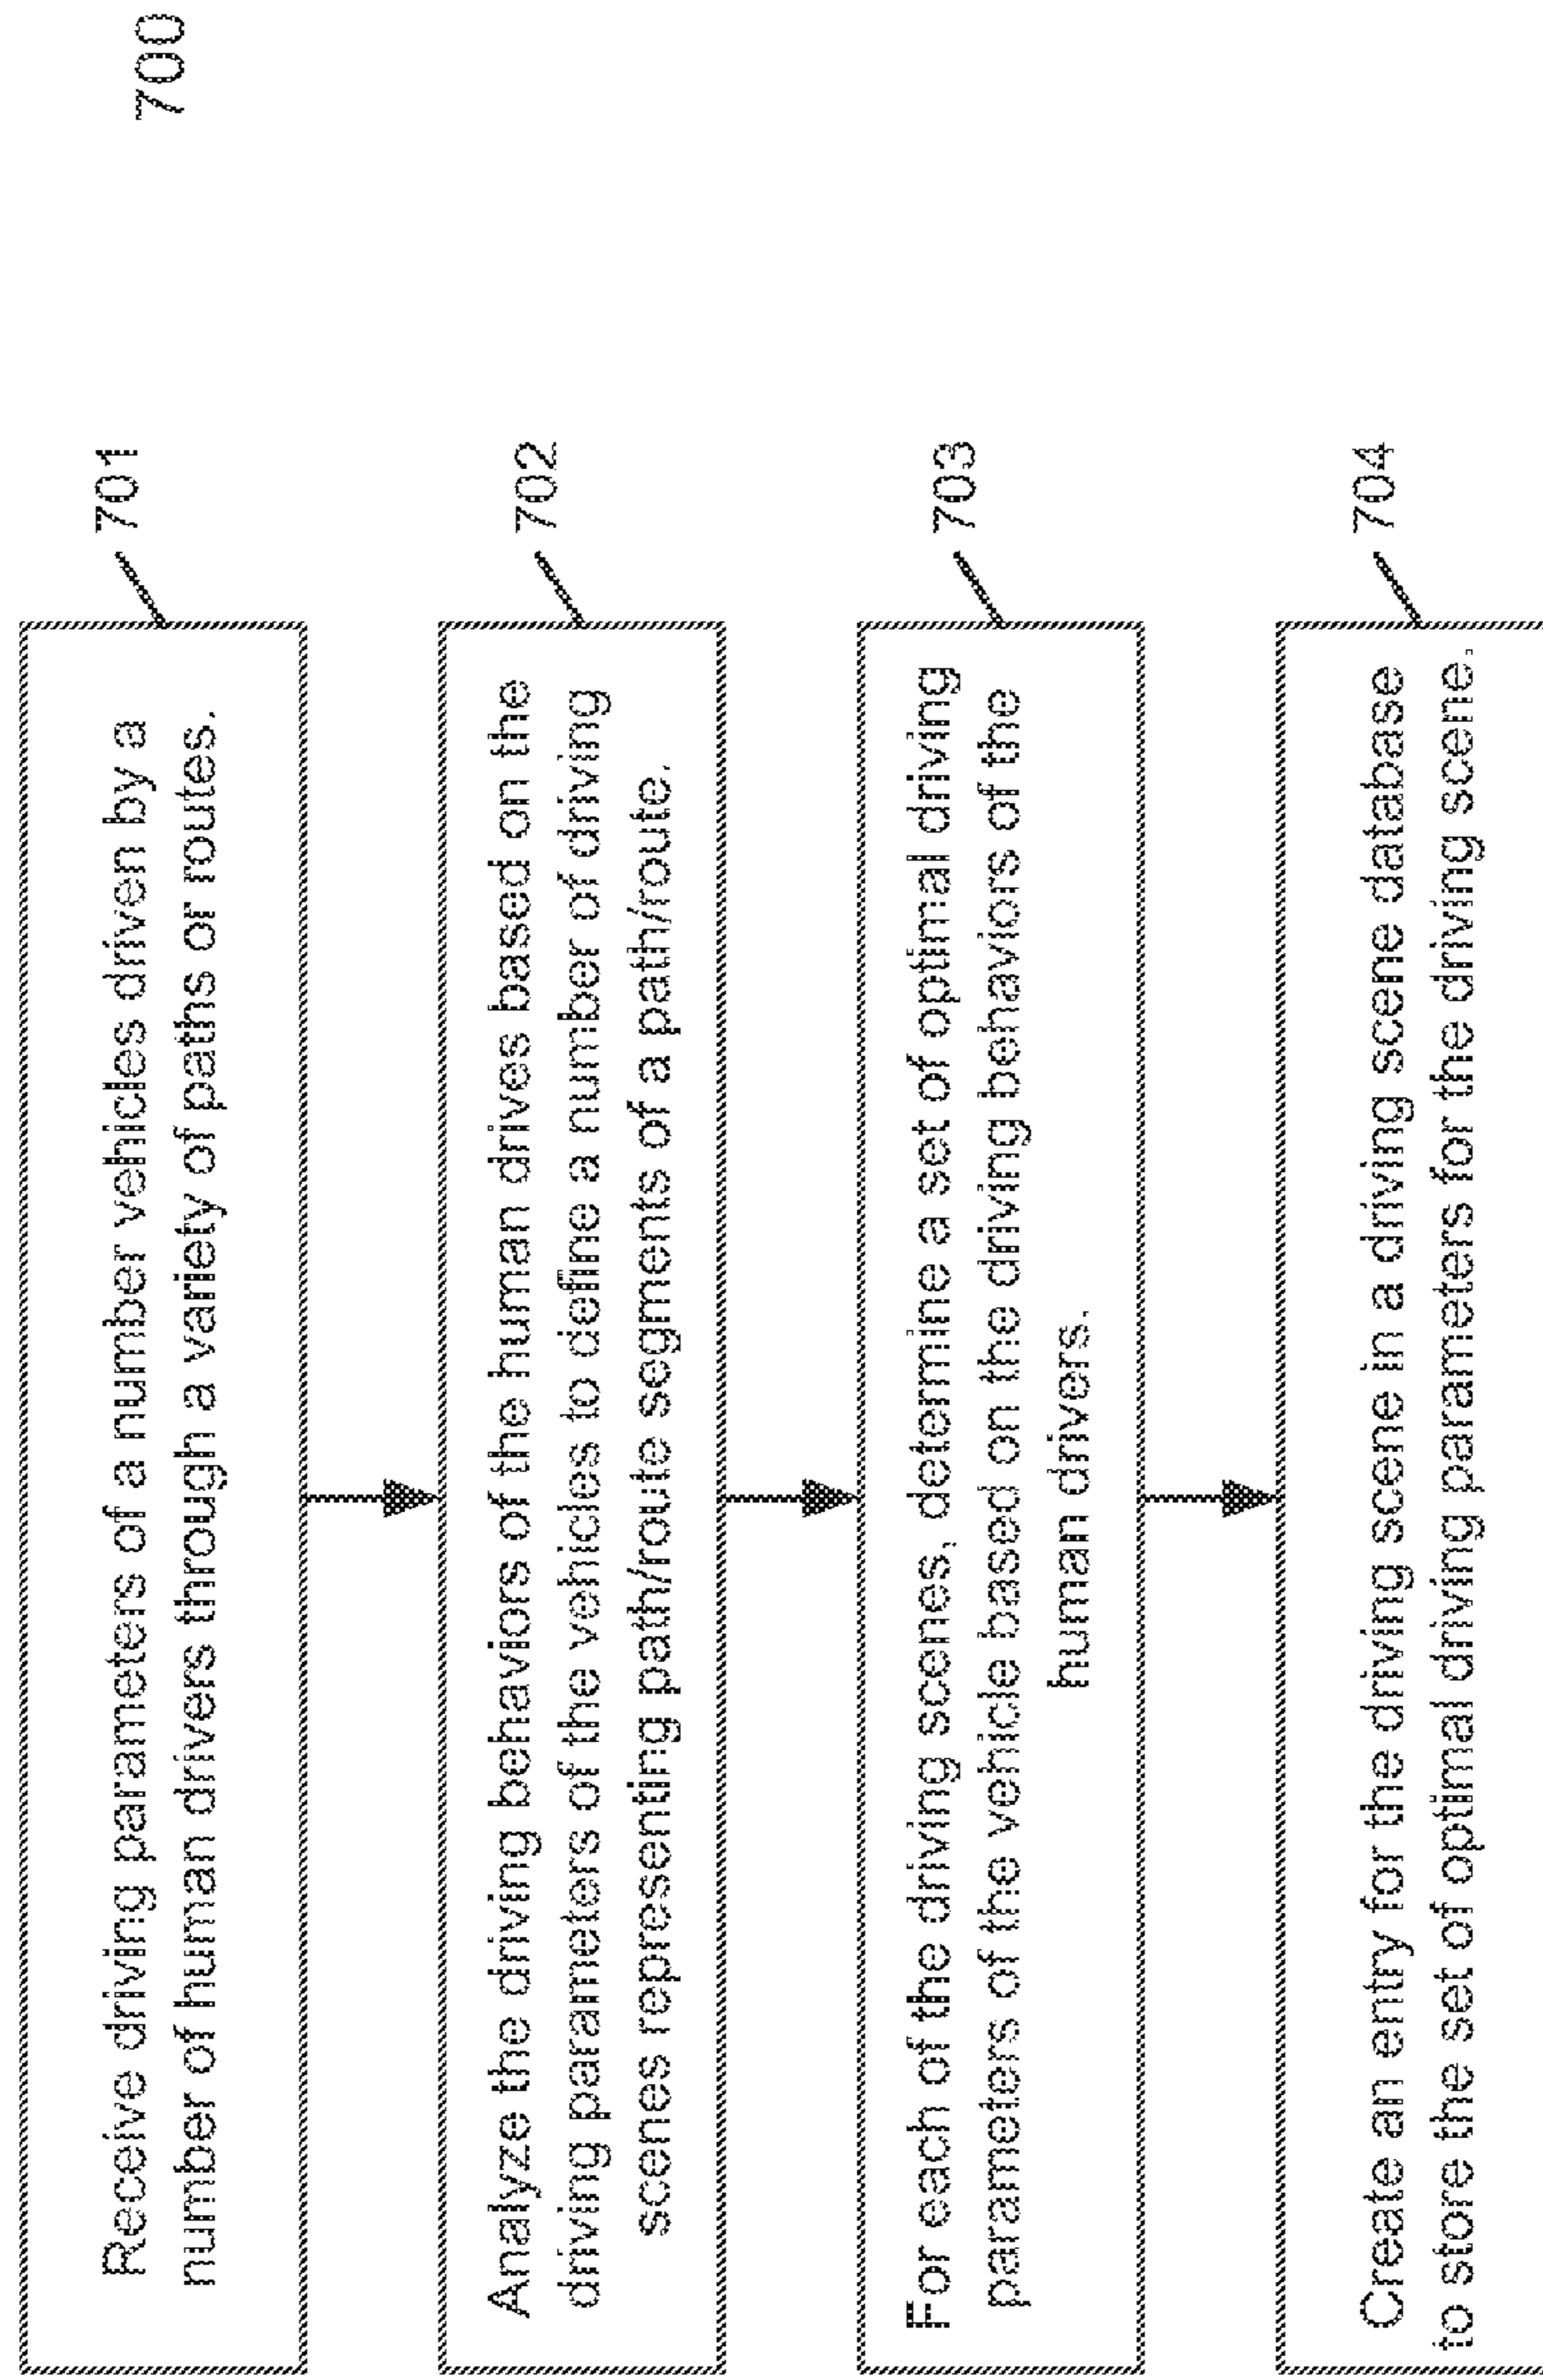 700
701
Receive driving parameters of a number vehicles driven by a
number of human drivers through a variety of paths or routes.
702
Analyze the driving behaviors of the human drives based on the
driving parameters of the vehicles to define a number of driving
scenes representing path/route segments of a path/route.
703
For each of the driving scenes, determine a set of optimal driving
parameters of the vehicle based on the driving behaviors of the
human drivers.
704
Create an entry for the driving scene in a driving scene database
to store the set of optimal driving parameters for the driving scene.